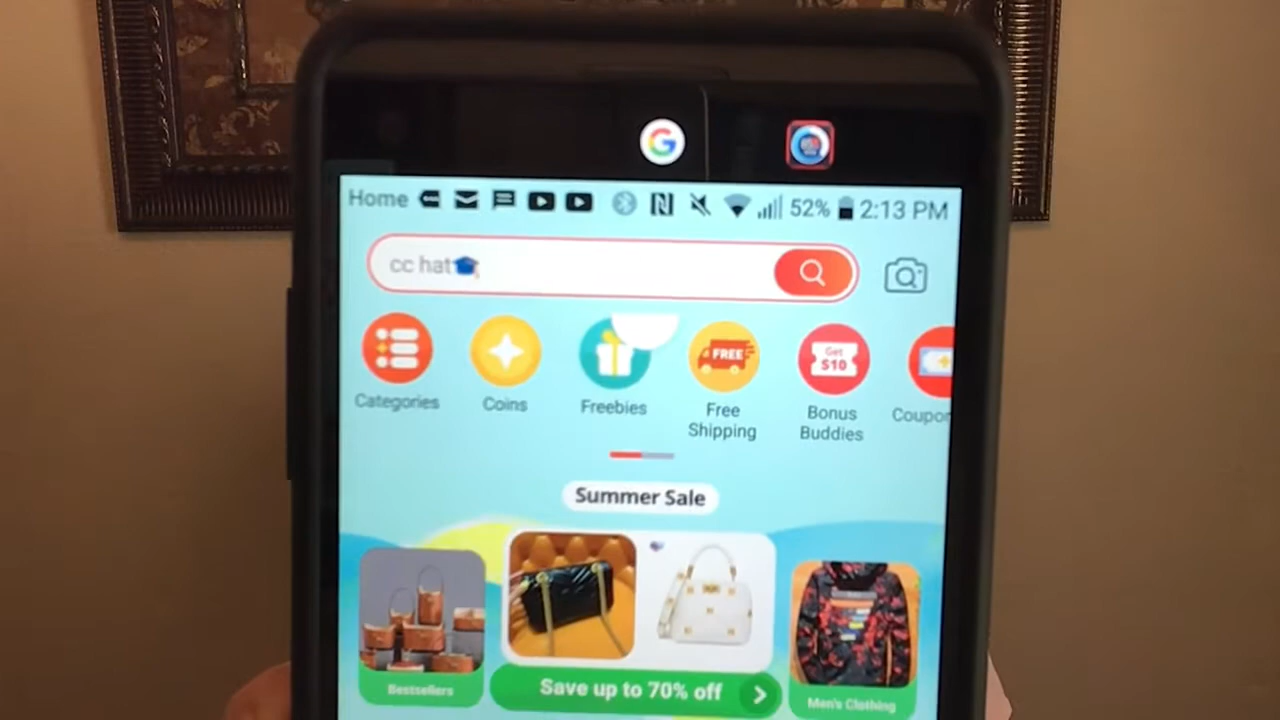 Home 52% 2:13 PM
cc hat🎓
Categories
Coins
Freebies
FREE
Free
Shipping
Get
$10
Bonus
Buddies
Coupon
Summer Sale
Bestsellers
Save up to 70% off
Men's Clothing